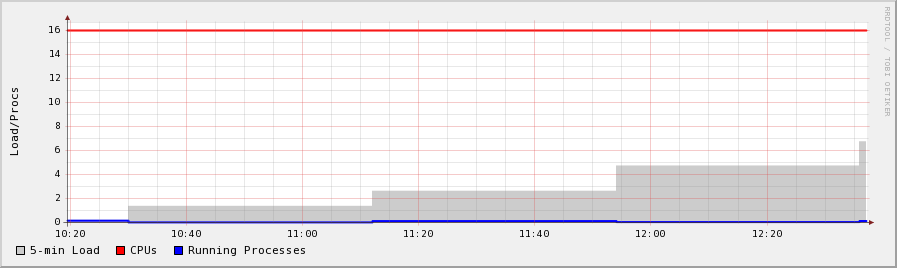 RRDTOOL / TOBI OETIKER
Load/Procs
16
14
12
10
8
6
4
2
0
10:20 10:40 11:00 11:20 11:40 12:00 12:20
5-min Load CPUs Running Processes